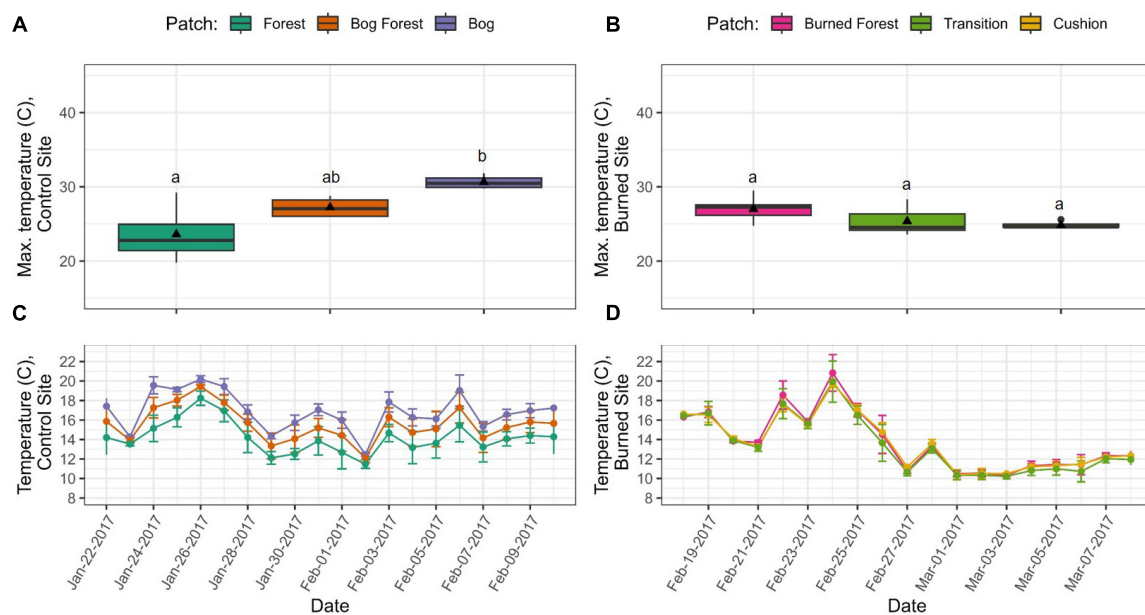 A
Patch: Forest Bog Forest Bog
Max. temperature (C),
Control Site
40
30
20
a
ab
b
B
Patch: Burned Forest Transition Cushion
Max. temperature (C),
Burned Site
40
30
20
a
a
a
C
Temperature (C),
Control Site
22
20
18
16
14
12
10
8
Jan-22-2017
Jan-24-2017
Jan-26-2017
Jan-28-2017
Jan-30-2017
Feb-01-2017
Feb-03-2017
Feb-05-2017
Feb-07-2017
Feb-09-2017
Date
D
Temperature (C),
Burned Site
22
20
18
16
14
12
10
8
Feb-19-2017
Feb-21-2017
Feb-23-2017
Feb-25-2017
Feb-27-2017
Mar-01-2017
Mar-03-2017
Mar-05-2017
Mar-07-2017
Date